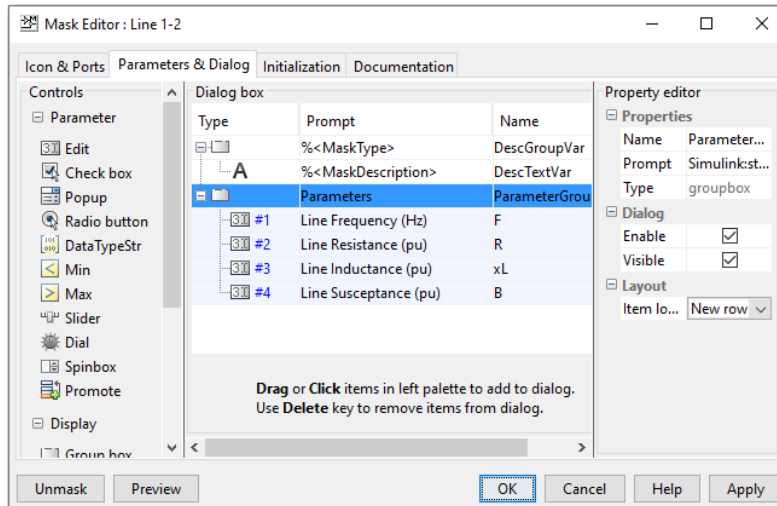 Mask Editor : Line 1-2
Icon & Ports Parameters & Dialog Initialization Documentation
Controls
Parameter
Edit
Check box
Popup
Radio button
DataTypeStr
Min
Max
Slider
Dial
Spinbox
Promote
Display
Group box
Dialog box
Type Prompt Name
%<MaskType> DescGroupVar
A %<MaskDescription> DescTextVar
Parameters ParameterGrou
#1 Line Frequency (Hz) F
#2 Line Resistance (pu) R
#3 Line Inductance (pu) xL
#4 Line Susceptance (pu) B
Drag or Click items in left palette to add to dialog.
Use Delete key to remove items from dialog.
Property editor
Properties
Name Parameter...
Prompt Simulink:st...
Type groupbox
Dialog
Enable
Visible
Layout
Item lo... New row
Unmask Preview OK Cancel Help Apply